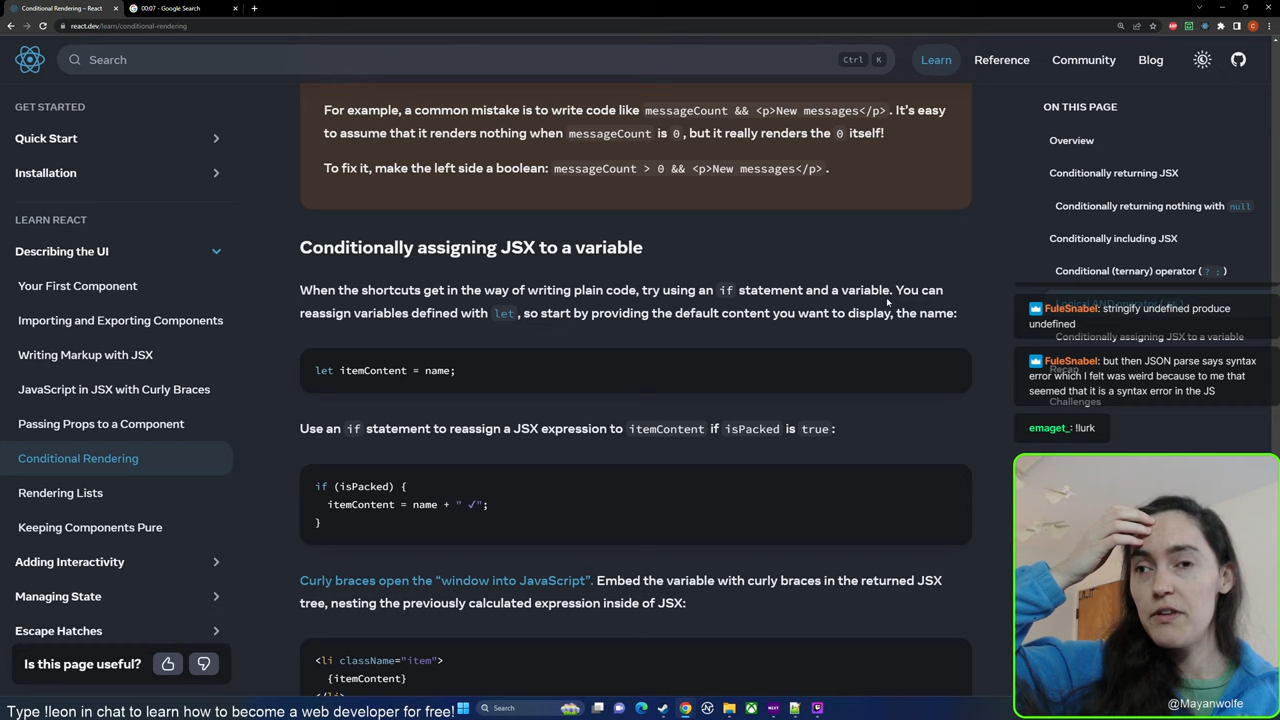 Conditional Rendering – React
00:07 - Google Search
react.dev/learn/conditional-rendering
Search
Ctrl K
Learn
Reference
Community
Blog
GET STARTED
Quick Start
Installation
LEARN REACT
Describing the UI
Your First Component
Importing and Exporting Components
Writing Markup with JSX
JavaScript in JSX with Curly Braces
Passing Props to a Component
Conditional Rendering
Rendering Lists
Keeping Components Pure
Adding Interactivity
Managing State
Escape Hatches
Is this page useful?
For example, a common mistake is to write code like messageCount && <p>New messages</p>. It's easy
to assume that it renders nothing when messageCount is 0, but it really renders the 0 itself!
To fix it, make the left side a boolean: messageCount > 0 && <p>New messages</p>.
Conditionally assigning JSX to a variable
When the shortcuts get in the way of writing plain code, try using an if statement and a variable. You can
reassign variables defined with let, so start by providing the default content you want to display, the name:
let itemContent = name;
Use an if statement to reassign a JSX expression to itemContent if isPacked is true:
if (isPacked) {
itemContent = name + " ✓";
}
Curly braces open the “window into JavaScript”. Embed the variable with curly braces in the returned JSX
tree, nesting the previously calculated expression inside of JSX:
<li className="item">
{itemContent}
</li>
ON THIS PAGE
Overview
Conditionally returning JSX
Conditionally returning nothing with null
Conditionally including JSX
Conditional (ternary) operator (? :)
FuleSnabel: stringify undefined produce
undefined
Conditionally assigning JSX to a variable
FuleSnabel: but then JSON parse says syntax
Recap
error which I felt was weird because to me that
seemed that it is a syntax error in the JS
Challenges
emaget_: !lurk
@Mayanwolfe
Type !leon in chat to learn how to become a web developer for free!
Search